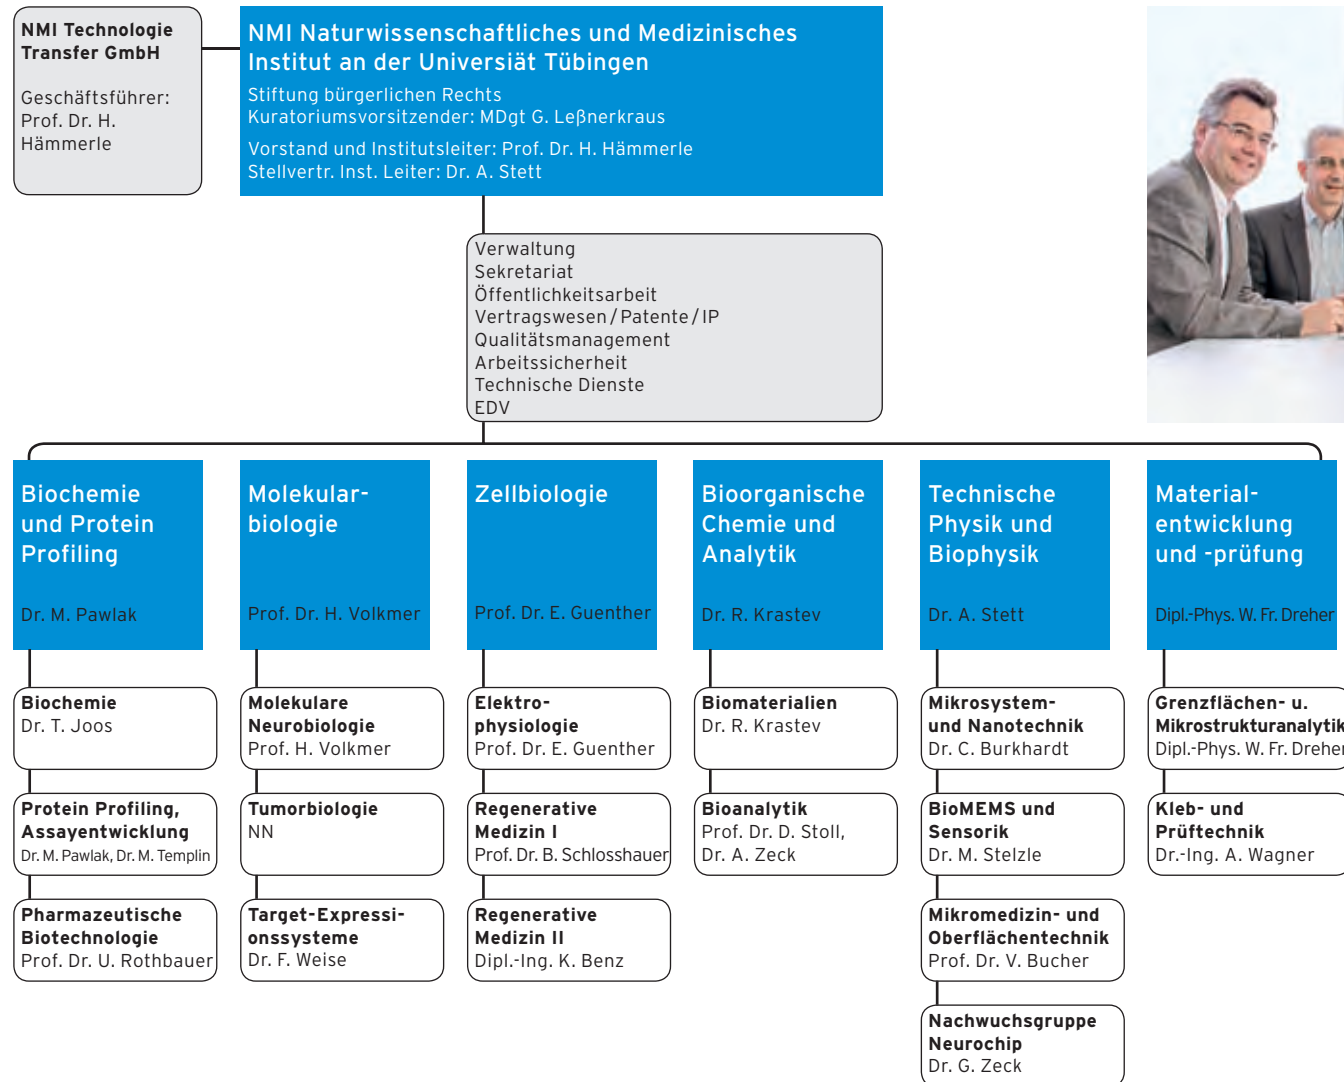 NMI Technologie
Transfer GmbH
Geschäftsführer:
Prof. Dr. H.
Hämmerle
NMI Naturwissenschaftliches und Medizinisches
Institut an der Universiät Tübingen
Stiftung bürgerlichen Rechts
Kuratoriumsvorsitzender: MDgt G. Leßnerkraus
Vorstand und Institutsleiter: Prof. Dr. H. Hämmerle
Stellvertr. Inst. Leiter: Dr. A. Stett
Verwaltung
Sekretariat
Öffentlichkeitsarbeit
Vertragswesen / Patente / IP
Qualitätsmanagement
Arbeitssicherheit
Technische Dienste
EDV
Biochemie
und Protein
Profiling
Dr. M. Pawlak
Biochemie
Dr. T. Joos
Protein Profiling,
Assayentwicklung
Dr. M. Pawlak, Dr. M. Templin
Pharmazeutische
Biotechnologie
Prof. Dr. U. Rothbauer
Molekular-
biologie
Prof. Dr. H. Volkmer
Molekulare
Neurobiologie
Prof. H. Volkmer
Tumorbiologie
NN
Target-Expressi-
onssysteme
Dr. F. Weise
Zellbiologie
Prof. Dr. E. Guenther
Elektro-
physiologie
Prof. Dr. E. Guenther
Regenerative
Medizin I
Prof. Dr. B. Schlosshauer
Regenerative
Medizin II
Dipl.-Ing. K. Benz
Bioorganische
Chemie und
Analytik
Dr. R. Krastev
Biomaterialien
Dr. R. Krastev
Bioanalytik
Prof. Dr. D. Stoll,
Dr. A. Zeck
Technische
Physik und
Biophysik
Dr. A. Stett
Mikrosystem-
und Nanotechnik
Dr. C. Burkhardt
BioMEMS und
Sensorik
Dr. M. Stelzle
Mikromedizin- und
Oberflächentechnik
Prof. Dr. V. Bucher
Nachwuchsgruppe
Neurochip
Dr. G. Zeck
Material-
entwicklung
und -prüfung
Dipl.-Phys. W. Fr. Dreher
Grenzflächen- u.
Mikrostrukturanalytik
Dipl.-Phys. W. Fr. Dreher
Kleb- und
Prüftechnik
Dr.-Ing. A. Wagner